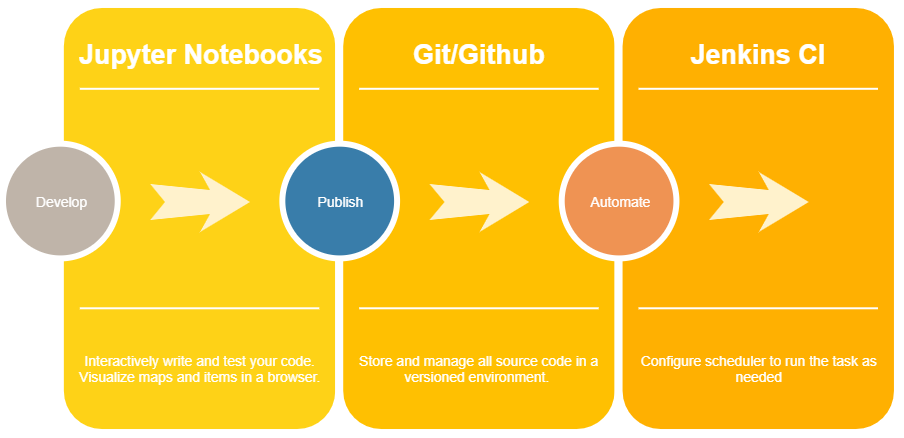 Jupyter Notebooks
Develop
Interactively write and test your code.
Visualize maps and items in a browser.
Git/Github
Publish
Store and manage all source code in a
versioned environment.
Jenkins CI
Automate
Configure scheduler to run the task as
needed